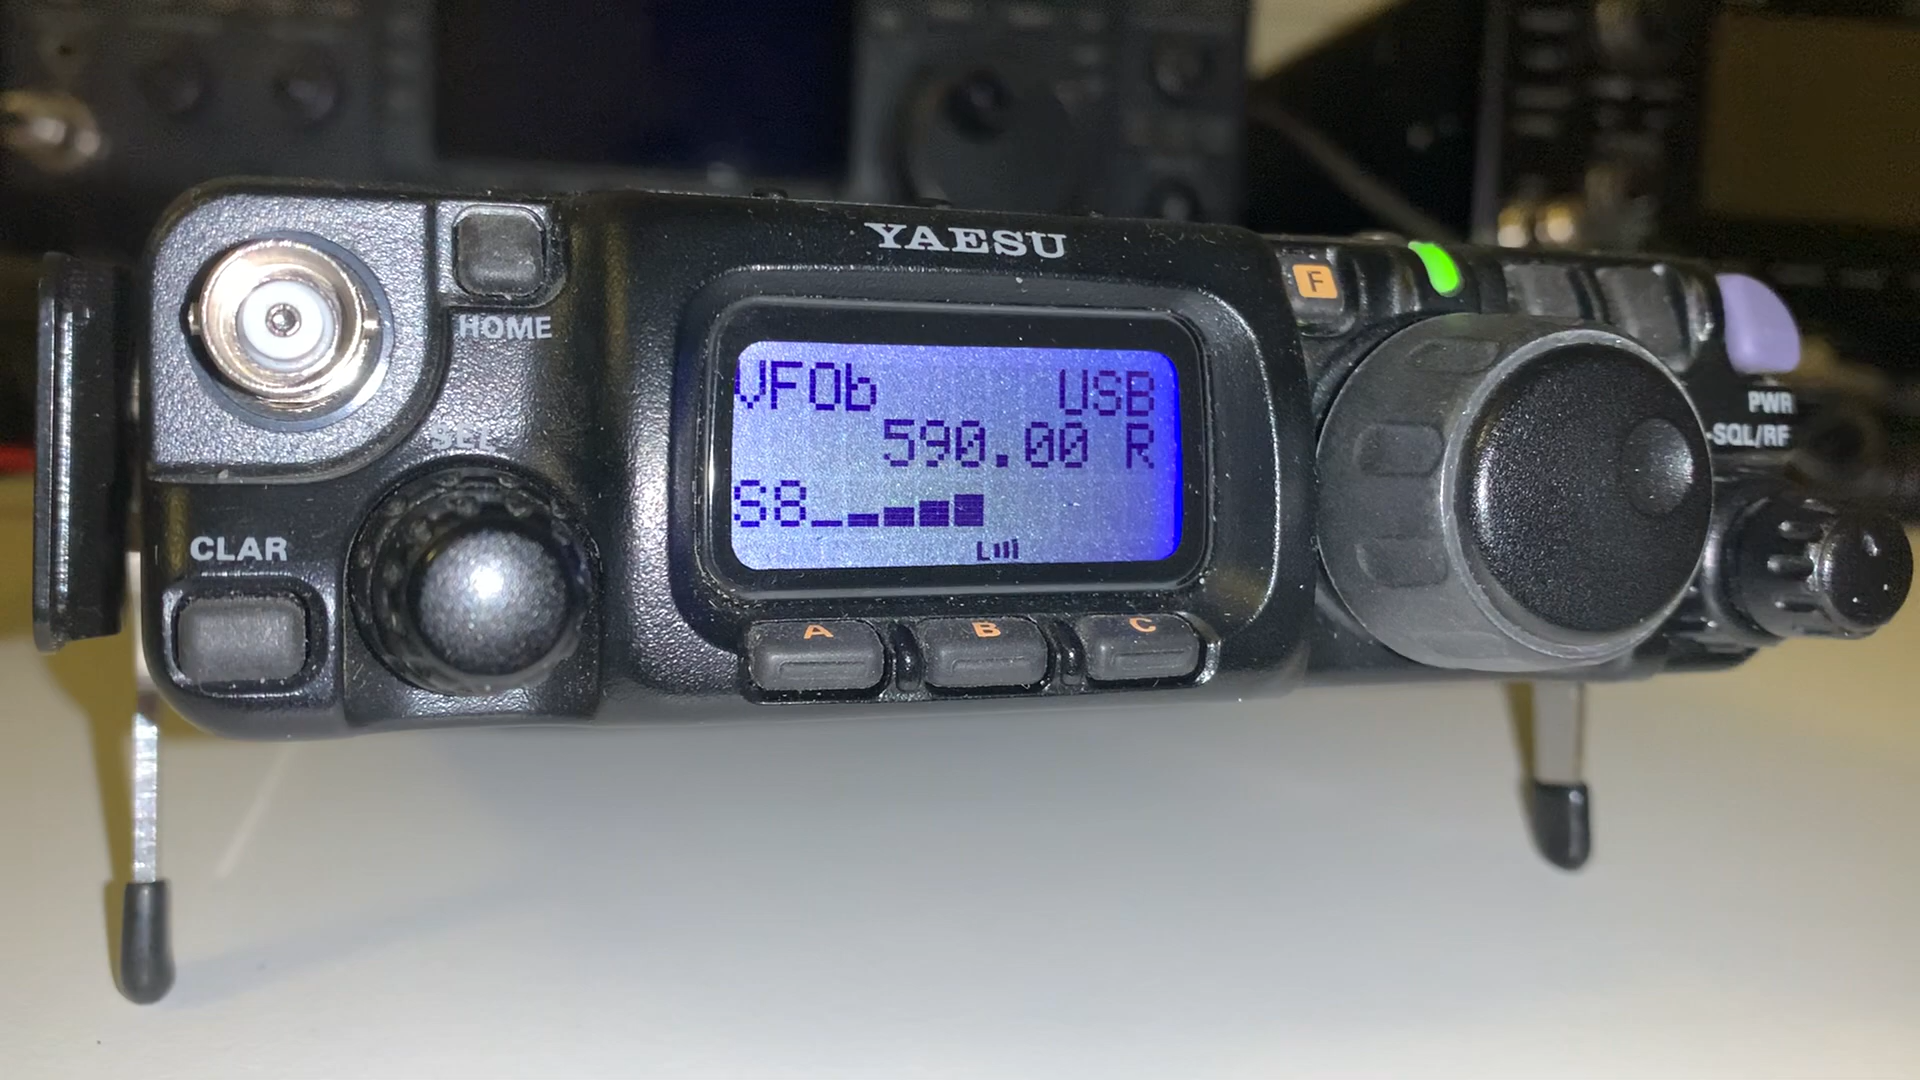 YAESU
F
HOME
VFOb USB
590.00 R
S8
PWR
-SQL/RF
SEL
CLAR
A B C